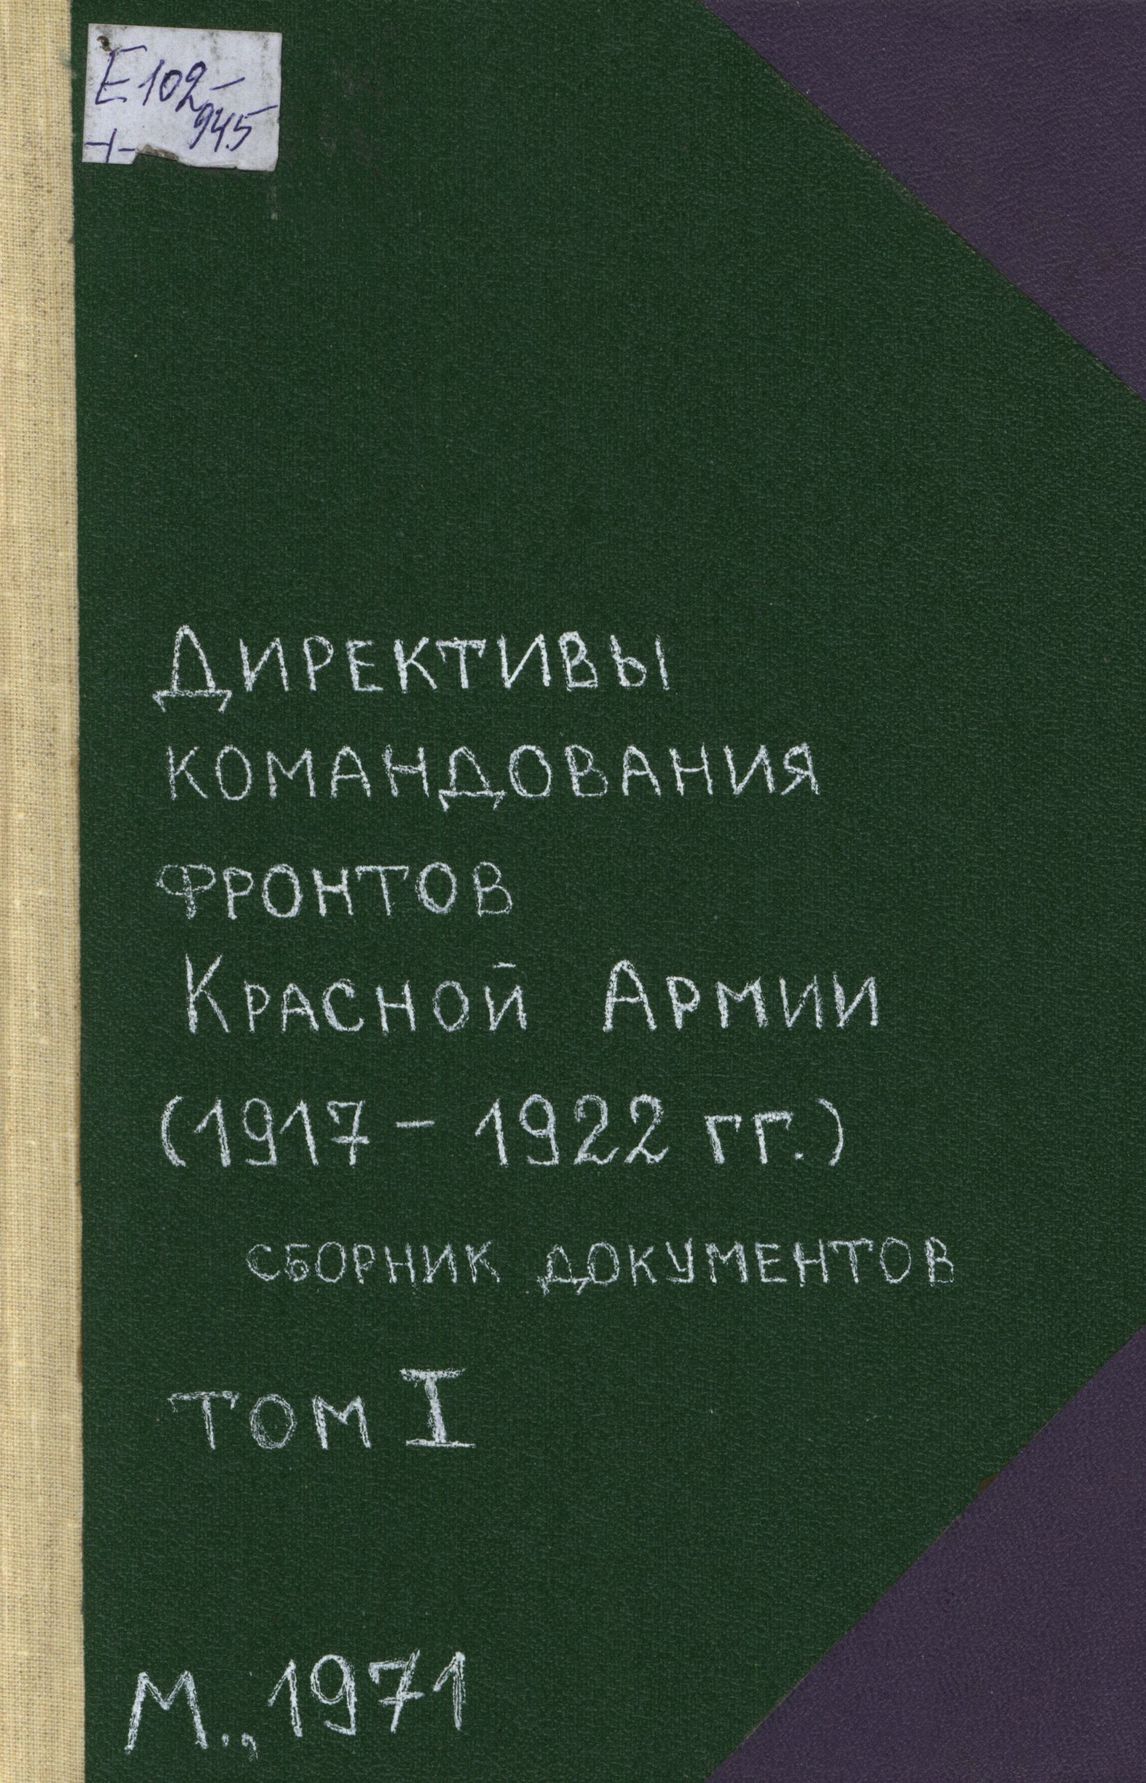 Е102-
945
-1-
Директивы
командования
фронтов
Красной Армии
(1917 - 1922 гг.)
сборник документов
том I
М., 1971